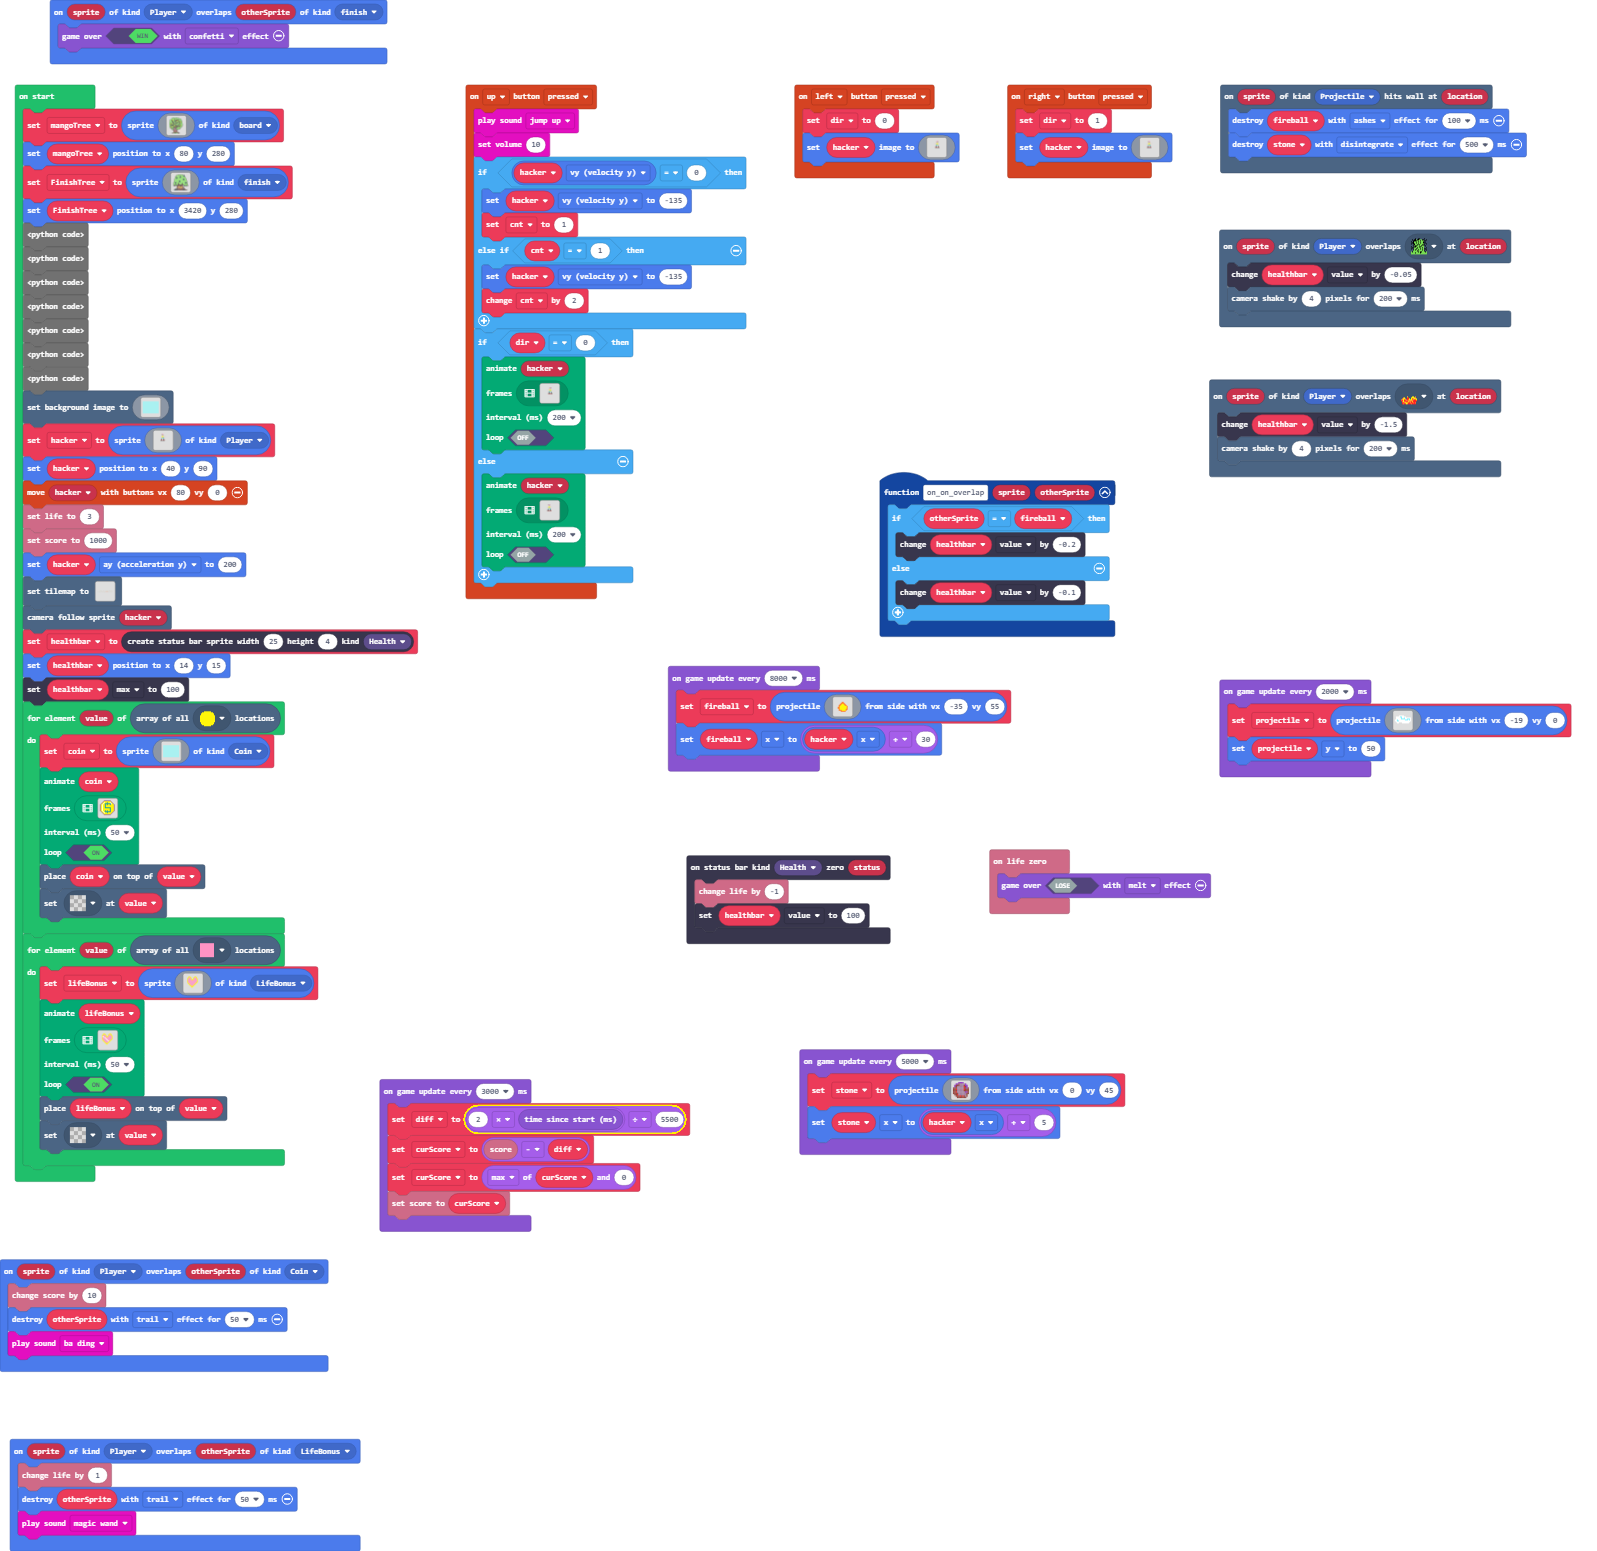 on sprite of kind Player overlaps otherSprite of kind finish
game over WIN with confetti effect
on start
set mangoTree to sprite of kind board
set mangoTree position to x 80 y 280
set FinishTree to sprite of kind finish
set FinishTree position to x 3420 y 280
<python code>
<python code>
<python code>
<python code>
<python code>
<python code>
<python code>
set background image to
set hacker to sprite of kind Player
set hacker position to x 40 y 90
move hacker with buttons vx 80 vy 0
set life to 3
set score to 1000
set hacker ay (acceleration y) to 200
set tilemap to
camera follow sprite hacker
set healthbar to create status bar sprite width 25 height 4 kind Health
set healthbar position to x 14 y 15
set healthbar max to 100
for element value of array of all locations
do
set coin to sprite of kind Coin
animate coin
frames
interval (ms) 50
loop ON
place coin on top of value
set at value
for element value of array of all locations
do
set lifeBonus to sprite of kind LifeBonus
animate lifeBonus
frames
interval (ms) 50
loop ON
place lifeBonus on top of value
set at value
on up button pressed
play sound jump up
set volume 10
if hacker vy (velocity y) = 0 then
set hacker vy (velocity y) to -135
set cnt to 1
else if cnt = 1 then
set hacker vy (velocity y) to -135
change cnt by 2
if dir = 0 then
animate hacker
frames
interval (ms) 200
loop OFF
else
animate hacker
frames
interval (ms) 200
loop OFF
on left button pressed
set dir to 0
set hacker image to
on right button pressed
set dir to 1
set hacker image to
on sprite of kind Projectile hits wall at location
destroy fireball with ashes effect for 100 ms
destroy stone with disintegrate effect for 500 ms
on sprite of kind Player overlaps at location
change healthbar value by -0.05
camera shake by 4 pixels for 200 ms
on sprite of kind Player overlaps at location
change healthbar value by -1.5
camera shake by 4 pixels for 200 ms
function on_on_overlap sprite otherSprite
if otherSprite = fireball then
change healthbar value by -0.2
else
change healthbar value by -0.1
on game update every 8000 ms
set fireball to projectile from side with vx -35 vy 55
set fireball x to hacker x + 30
on game update every 2000 ms
set projectile to projectile from side with vx -19 vy 0
set projectile y to 50
on status bar kind Health zero status
change life by -1
set healthbar value to 100
on life zero
game over LOSE with melt effect
on game update every 5000 ms
set stone to projectile from side with vx 0 vy 45
set stone x to hacker x + 5
on game update every 3000 ms
set diff to 2 × time since start (ms) ÷ 5500
set curScore to score - diff
set curScore to max of curScore and 0
set score to curScore
on sprite of kind Player overlaps otherSprite of kind Coin
change score by 10
destroy otherSprite with trail effect for 50 ms
play sound ba ding
on sprite of kind Player overlaps otherSprite of kind LifeBonus
change life by 1
destroy otherSprite with trail effect for 50 ms
play sound magic wand